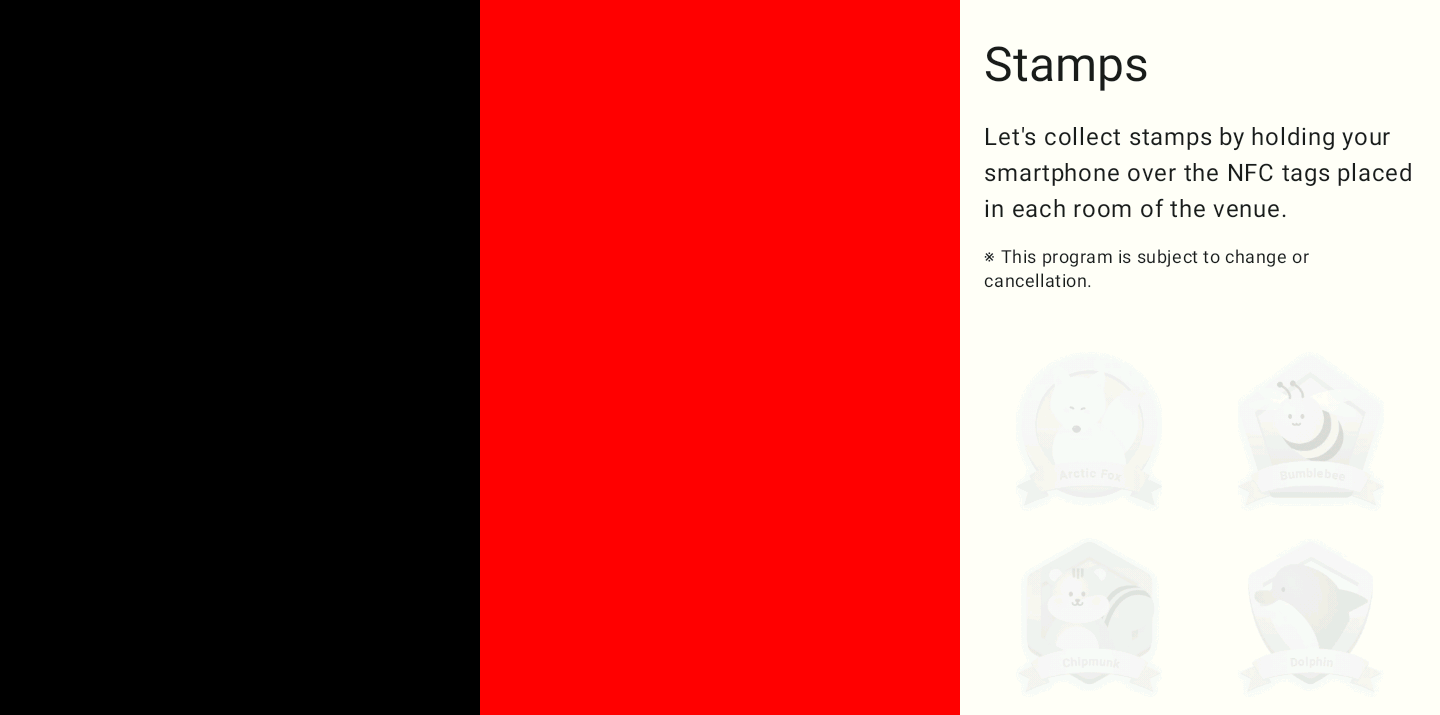 Stamps
Let's collect stamps by holding your
smartphone over the NFC tags placed
in each room of the venue.
※ This program is subject to change or
cancellation.
Arctic Fox
Bumblebee
Chipmunk
Dolphin